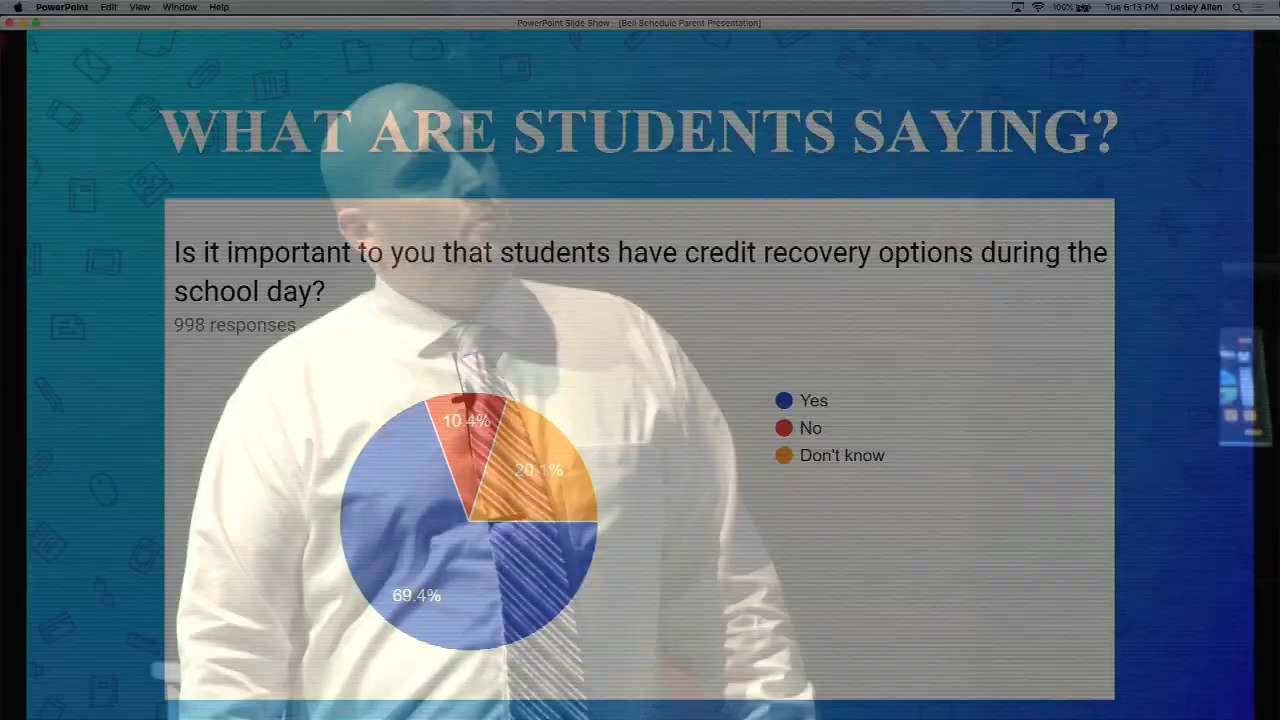 PowerPoint Edit View Window Help 100% Tue 6:13 PM Lesley Allen
PowerPoint Slide Show - [Bell Schedule Parent Presentation]
WHAT ARE STUDENTS SAYING?
Is it important to you that students have credit recovery options during the
school day?
998 responses
10.4%
20.1%
69.4%
Yes
No
Don't know